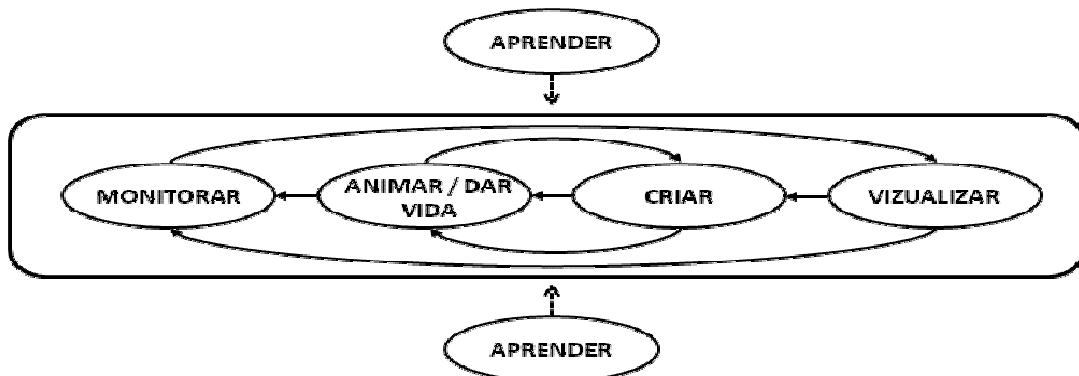 APRENDER
MONITORAR
ANIMAR / DAR
VIDA
CRIAR
VIZUALIZAR
APRENDER